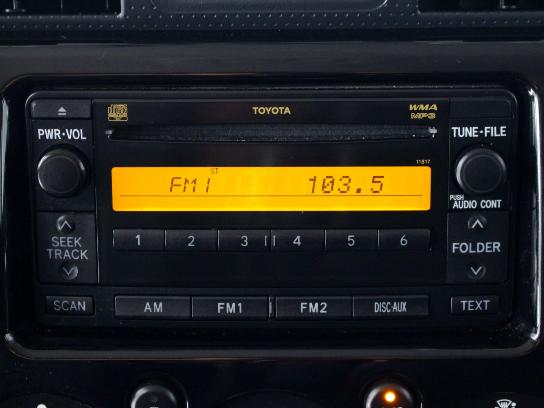 TOYOTA
WMA
MP3
PWR·VOL
TUNE·FILE
11817
ST
FM1 103.5
PUSH
AUDIO CONT
1 2 3 4 5 6
SEEK
TRACK
FOLDER
SCAN AM FM1 FM2 DISC·AUX TEXT